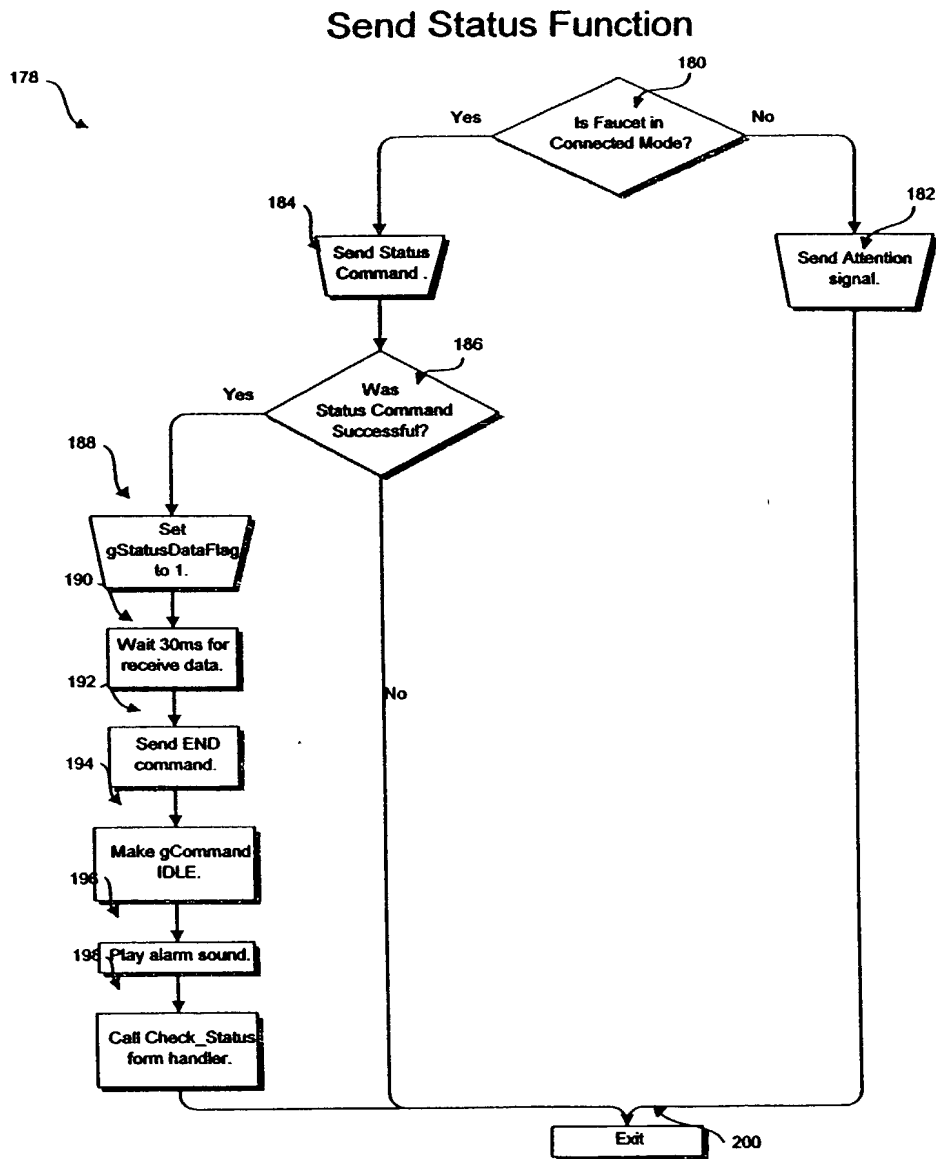 Send Status Function
178
180
Yes
Is Faucet in
Connected Mode?
No
184
182
Send Status
Command .
Send Attention
signal.
186
Yes
Was
Status Command
Successful?
188
Set
gStatusDataFlag
to 1.
190
Wait 30ms for
receive data.
192
No
Send END
command.
194
Make gCommand
IDLE.
196
Play alarm sound.
198
Call Check_Status
form handler.
Exit
200